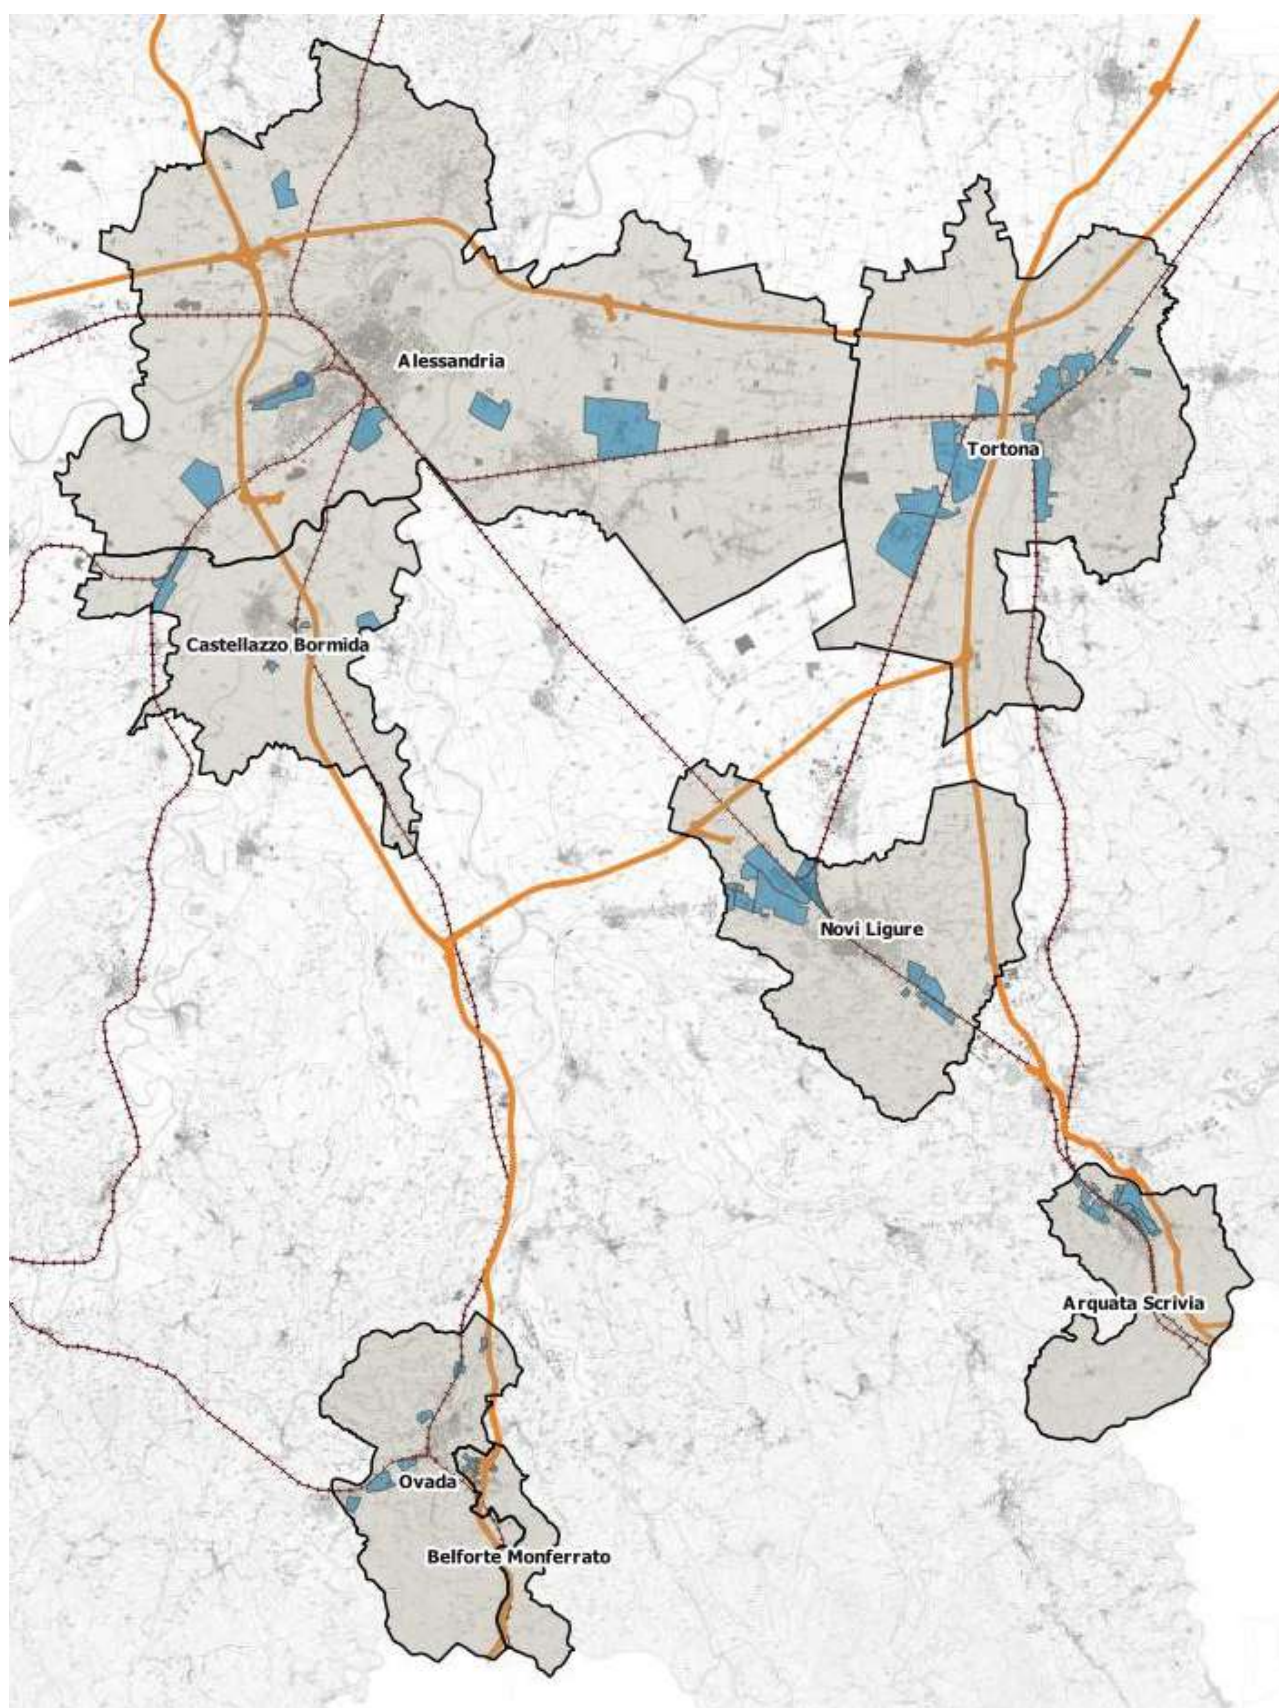 Alessandria
Tortona
Castellazzo Bormida
Novi Ligure
Arquata Scrivia
Ovada
Belforte Monferrato